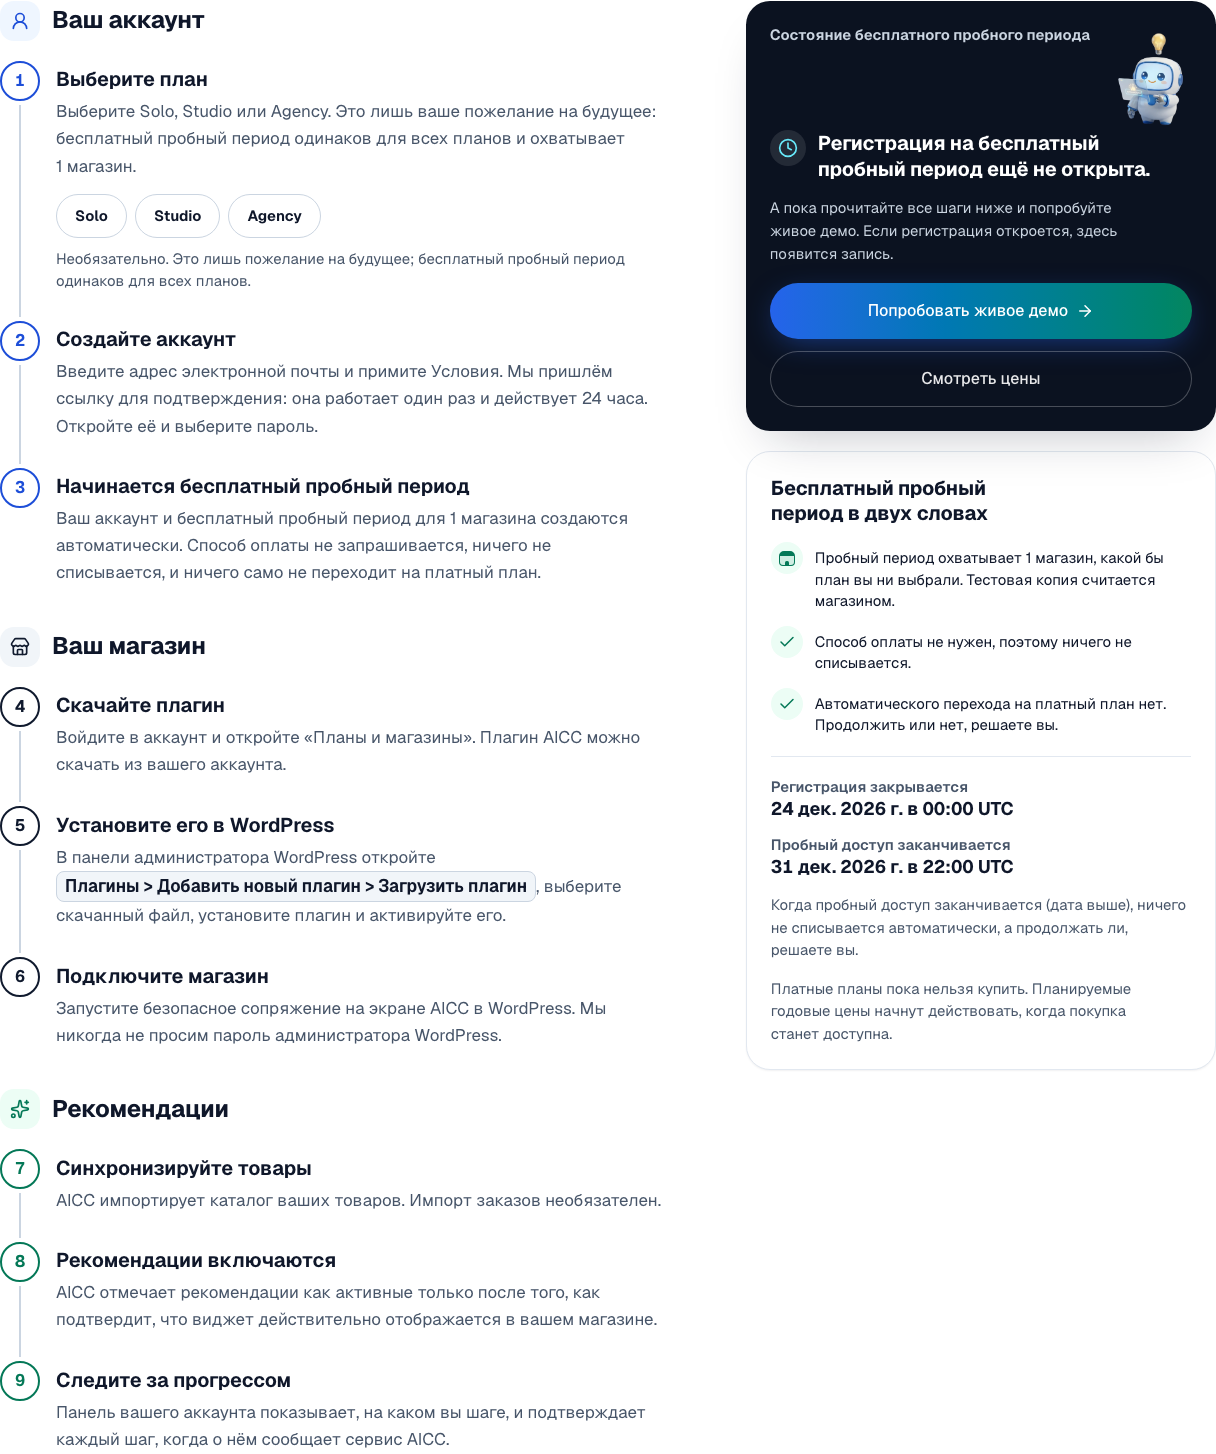 Ваш аккаунт
1
Выберите план
Выберите Solo, Studio или Agency. Это лишь ваше пожелание на будущее:
бесплатный пробный период одинаков для всех планов и охватывает
1 магазин.
Solo
Studio
Agency
Необязательно. Это лишь пожелание на будущее; бесплатный пробный период
одинаков для всех планов.
2
Создайте аккаунт
Введите адрес электронной почты и примите Условия. Мы пришлём
ссылку для подтверждения: она работает один раз и действует 24 часа.
Откройте её и выберите пароль.
3
Начинается бесплатный пробный период
Ваш аккаунт и бесплатный пробный период для 1 магазина создаются
автоматически. Способ оплаты не запрашивается, ничего не
списывается, и ничего само не переходит на платный план.
Ваш магазин
4
Скачайте плагин
Войдите в аккаунт и откройте «Планы и магазины». Плагин AICC можно
скачать из вашего аккаунта.
5
Установите его в WordPress
В панели администратора WordPress откройте
Плагины > Добавить новый плагин > Загрузить плагин, выберите
скачанный файл, установите плагин и активируйте его.
6
Подключите магазин
Запустите безопасное сопряжение на экране AICC в WordPress. Мы
никогда не просим пароль администратора WordPress.
Рекомендации
7
Синхронизируйте товары
AICC импортирует каталог ваших товаров. Импорт заказов необязателен.
8
Рекомендации включаются
AICC отмечает рекомендации как активные только после того, как
подтвердит, что виджет действительно отображается в вашем магазине.
9
Следите за прогрессом
Панель вашего аккаунта показывает, на каком вы шаге, и подтверждает
каждый шаг, когда о нём сообщает сервис AICC.
Состояние бесплатного пробного периода
Регистрация на бесплатный
пробный период ещё не открыта.
А пока прочитайте все шаги ниже и попробуйте
живое демо. Если регистрация откроется, здесь
появится запись.
Попробовать живое демо →
Смотреть цены
Бесплатный пробный
период в двух словах
Пробный период охватывает 1 магазин, какой бы
план вы ни выбрали. Тестовая копия считается
магазином.
Способ оплаты не нужен, поэтому ничего не
списывается.
Автоматического перехода на платный план нет.
Продолжить или нет, решаете вы.
Регистрация закрывается
24 дек. 2026 г. в 00:00 UTC
Пробный доступ заканчивается
31 дек. 2026 г. в 22:00 UTC
Когда пробный доступ заканчивается (дата выше), ничего
не списывается автоматически, а продолжать ли,
решаете вы.
Платные планы пока нельзя купить. Планируемые
годовые цены начнут действовать, когда покупка
станет доступна.